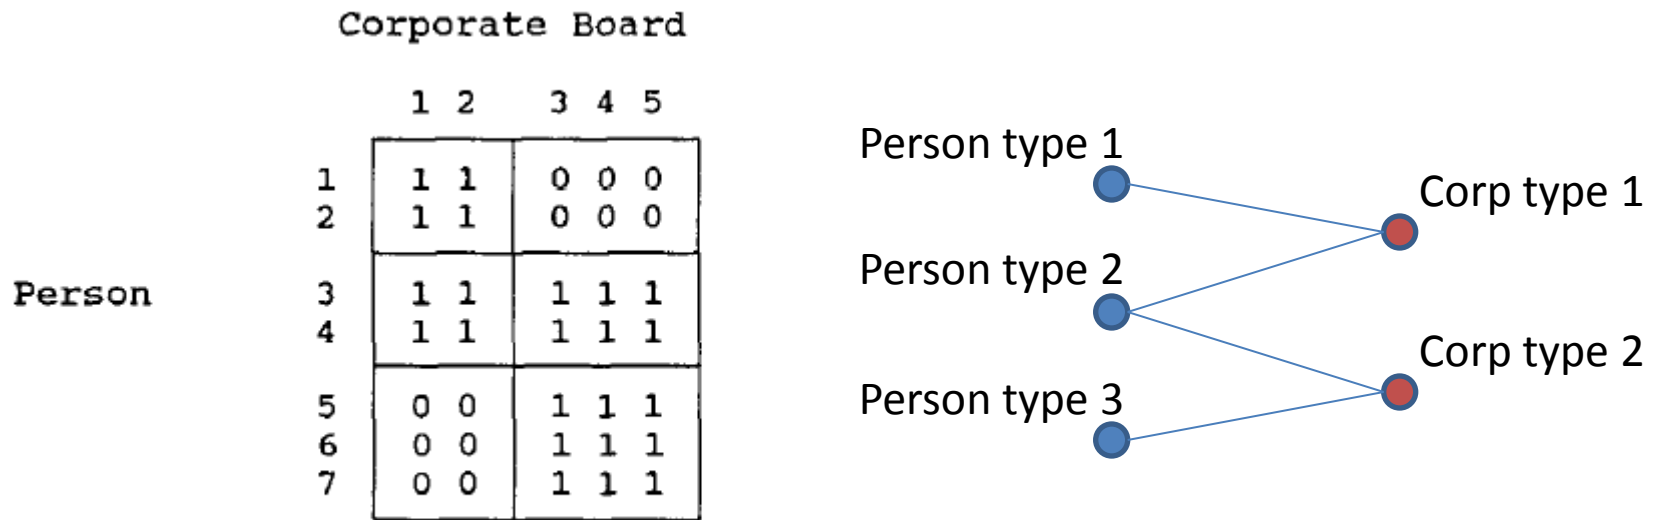 Corporate Board
1 2 3 4 5
1 1 1 0 0 0
2 1 1 0 0 0
Person 3 1 1 1 1 1
4 1 1 1 1 1
5 0 0 1 1 1
6 0 0 1 1 1
7 0 0 1 1 1
Person type 1
Corp type 1
Person type 2
Corp type 2
Person type 3